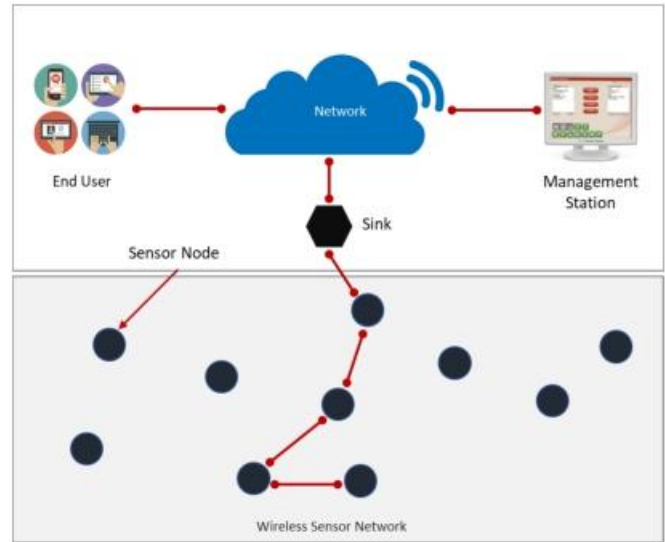 Network
End User
Management
Station
Sink
Sensor Node
Wireless Sensor Network